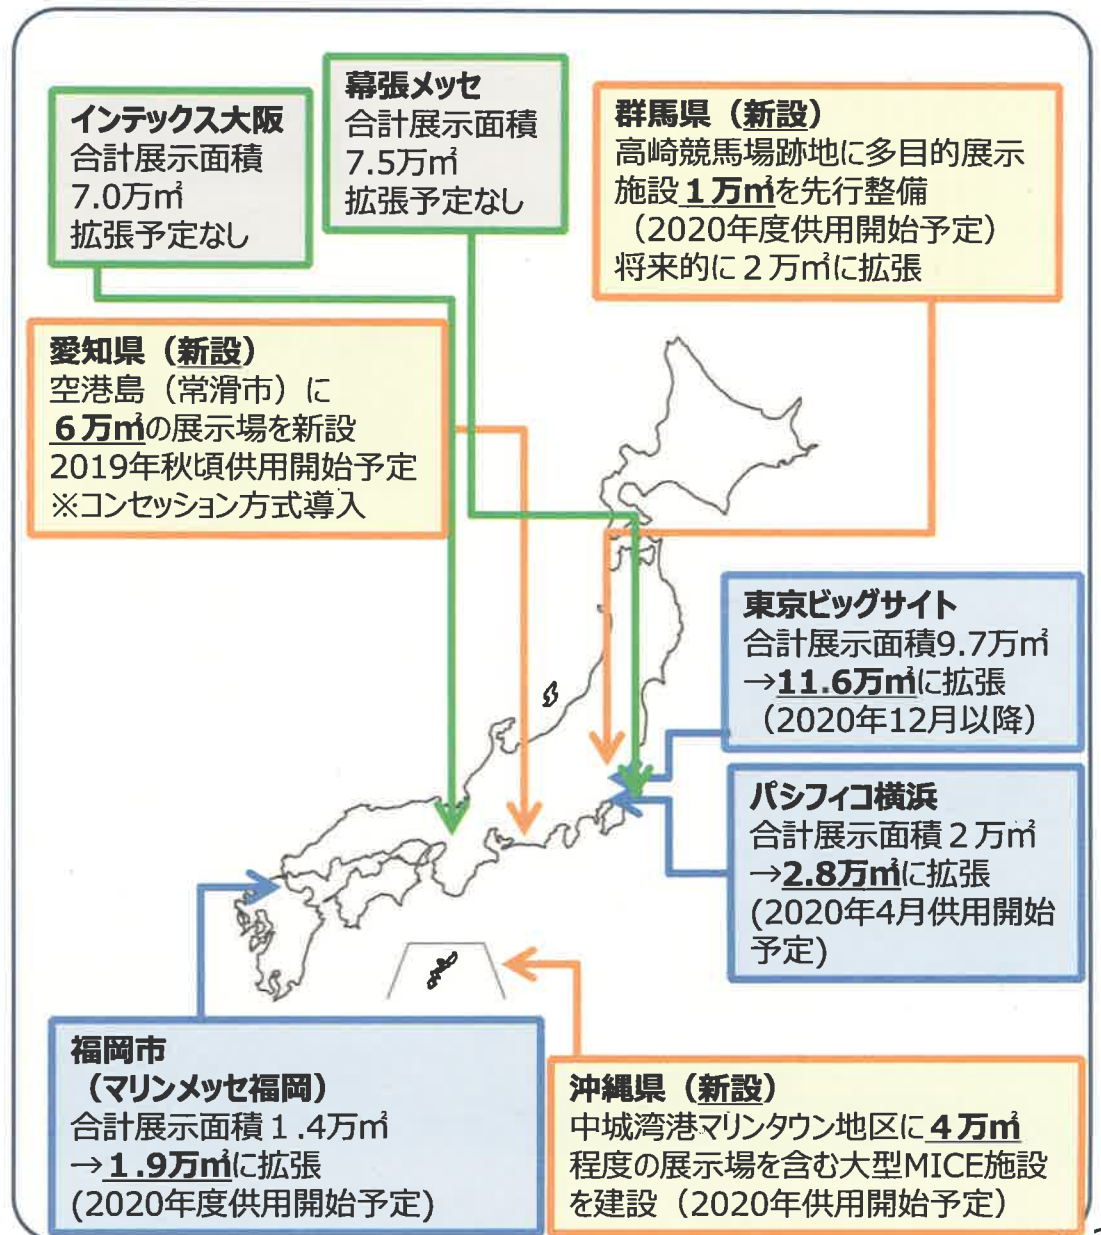 インテックス大阪
合計展示面積
7.0万㎡
拡張予定なし
幕張メッセ
合計展示面積
7.5万㎡
拡張予定なし
群馬県（新設）
高崎競馬場跡地に多目的展示
施設１万㎡を先行整備
（2020年度供用開始予定）
将来的に２万㎡に拡張
愛知県（新設）
空港島（常滑市）に
６万㎡の展示場を新設
2019年秋頃供用開始予定
※コンセッション方式導入
東京ビッグサイト
合計展示面積9.7万㎡
→11.6万㎡に拡張
（2020年12月以降）
パシフィコ横浜
合計展示面積２万㎡
→2.8万㎡に拡張
(2020年4月供用開始
予定)
福岡市
（マリンメッセ福岡）
合計展示面積１.4万㎡
→１.9万㎡に拡張
(2020年度供用開始予定)
沖縄県（新設）
中城湾港マリンタウン地区に４万㎡
程度の展示場を含む大型MICE施設
を建設（2020年供用開始予定）